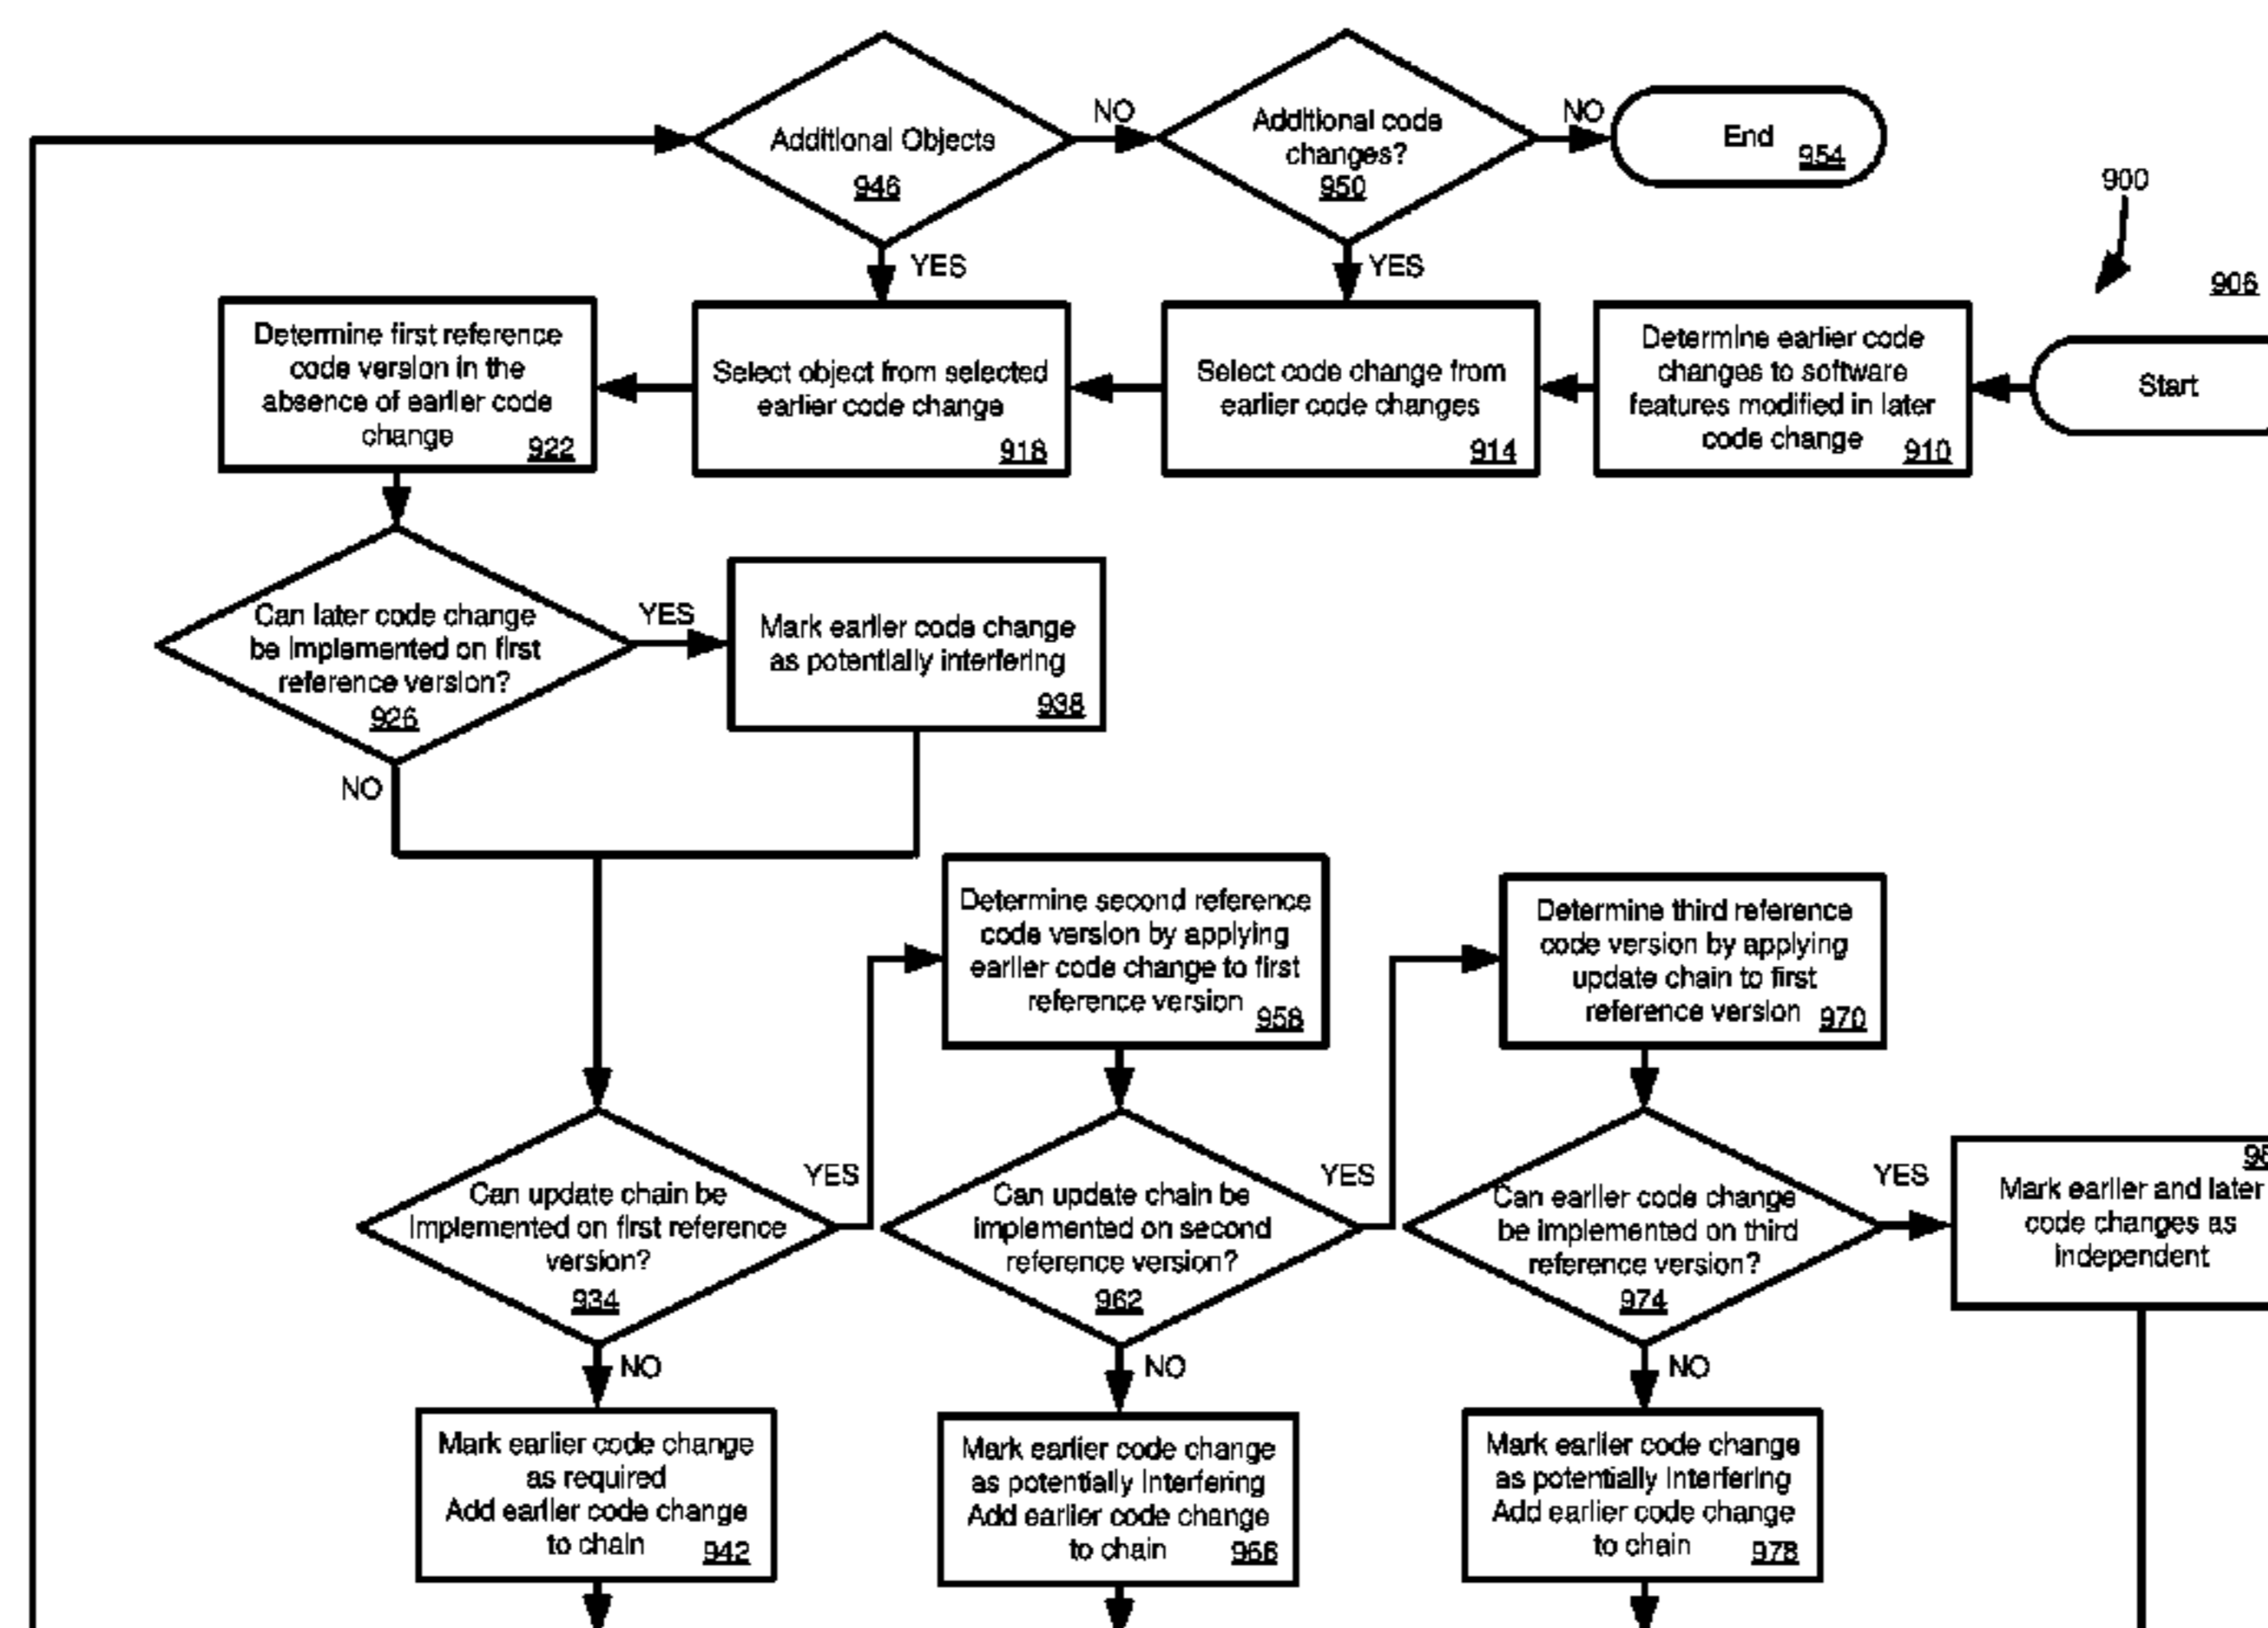 Additional Objects
946
NO
Additional code
changes?
950
NO
End
954
YES
YES
900
906
Determine first reference
code version in the
absence of earlier code
change
922
Select object from selected
earlier code change
918
Select code change from
earlier code changes
914
Determine earlier code
changes to software
features modified in later
code change
910
Start
Can later code change
be implemented on first
reference version?
926
YES
NO
Mark earlier code change
as potentially interfering
938
Determine second reference
code version by applying
earlier code change to first
reference version
958
Determine third reference
code version by applying
update chain to first
reference version
970
Can update chain be
implemented on first reference
version?
934
YES
NO
Can update chain be
implemented on second
reference version?
962
YES
NO
Can earlier code change
be implemented on third
reference version?
974
YES
NO
Mark earlier and later
code changes as
independent
Mark earlier code change
as required
Add earlier code change
to chain
942
Mark earlier code change
as potentially interfering
Add earlier code change
to chain
966
Mark earlier code change
as potentially interfering
Add earlier code change
to chain
978